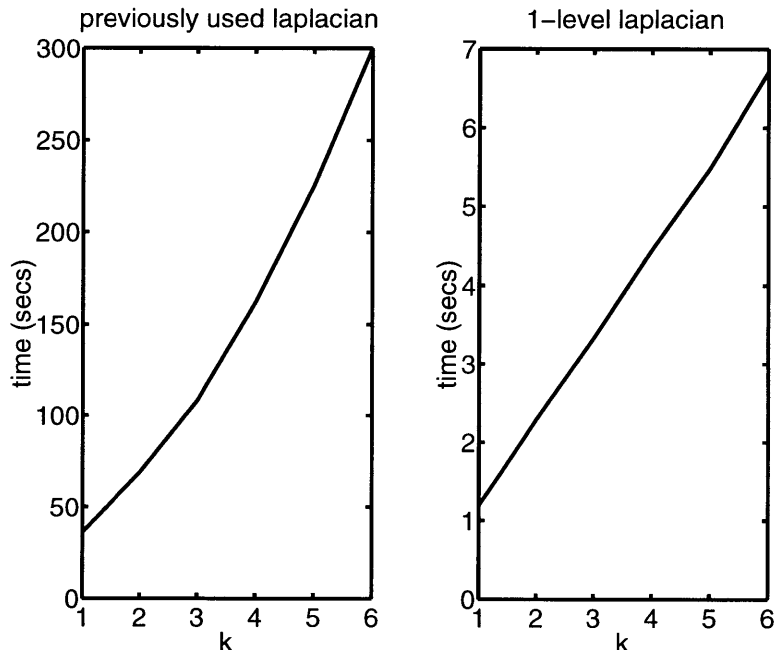 previously used laplacian
300
250
200
150
100
50
0
time (secs)
1 2 3 4 5 6
k
1-level laplacian
7
6
5
4
3
2
1
0
time (secs)
1 2 3 4 5 6
k